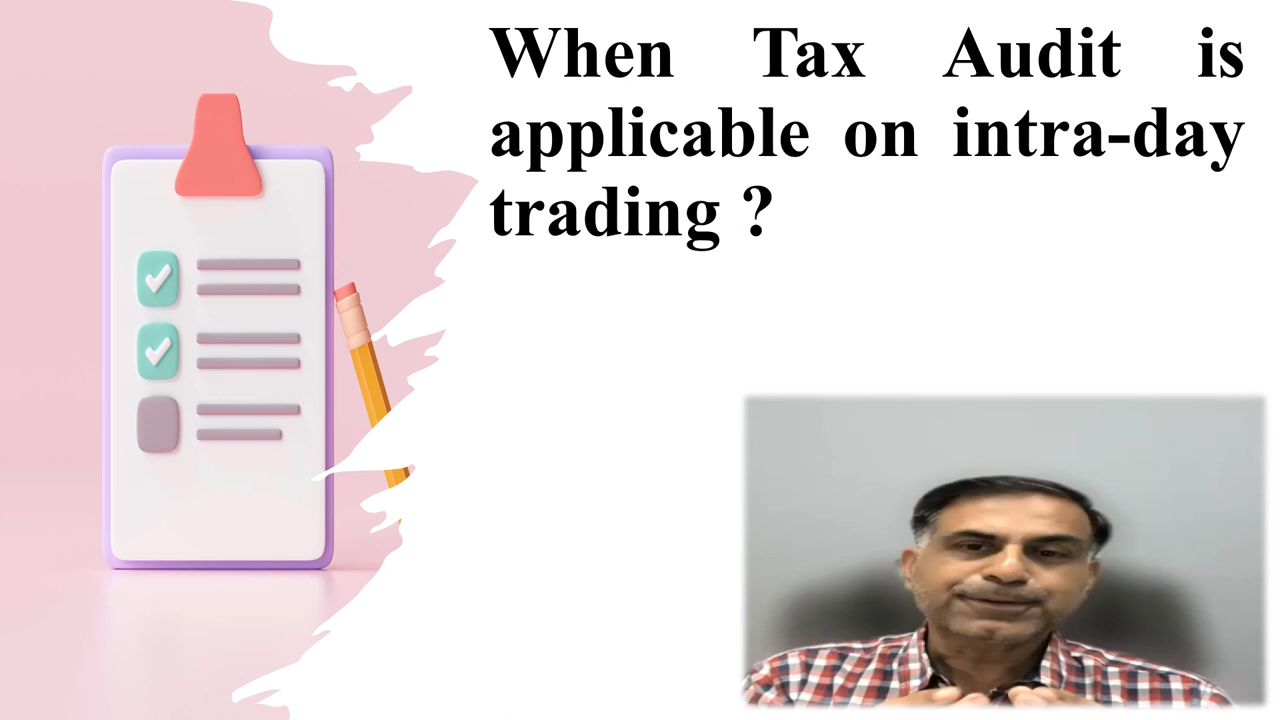 When Tax Audit is
applicable on intra-day
trading ?